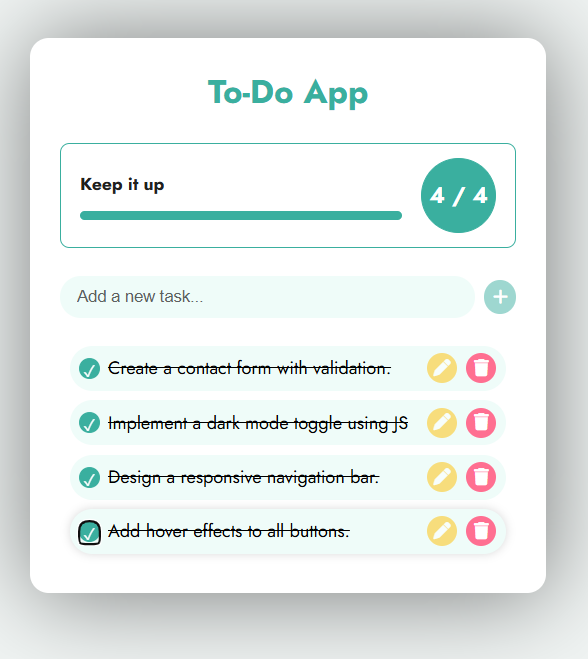 To-Do App
Keep it up
4 / 4
Add a new task...
Create a contact form with validation.
Implement a dark mode toggle using JS
Design a responsive navigation bar.
Add hover effects to all buttons.